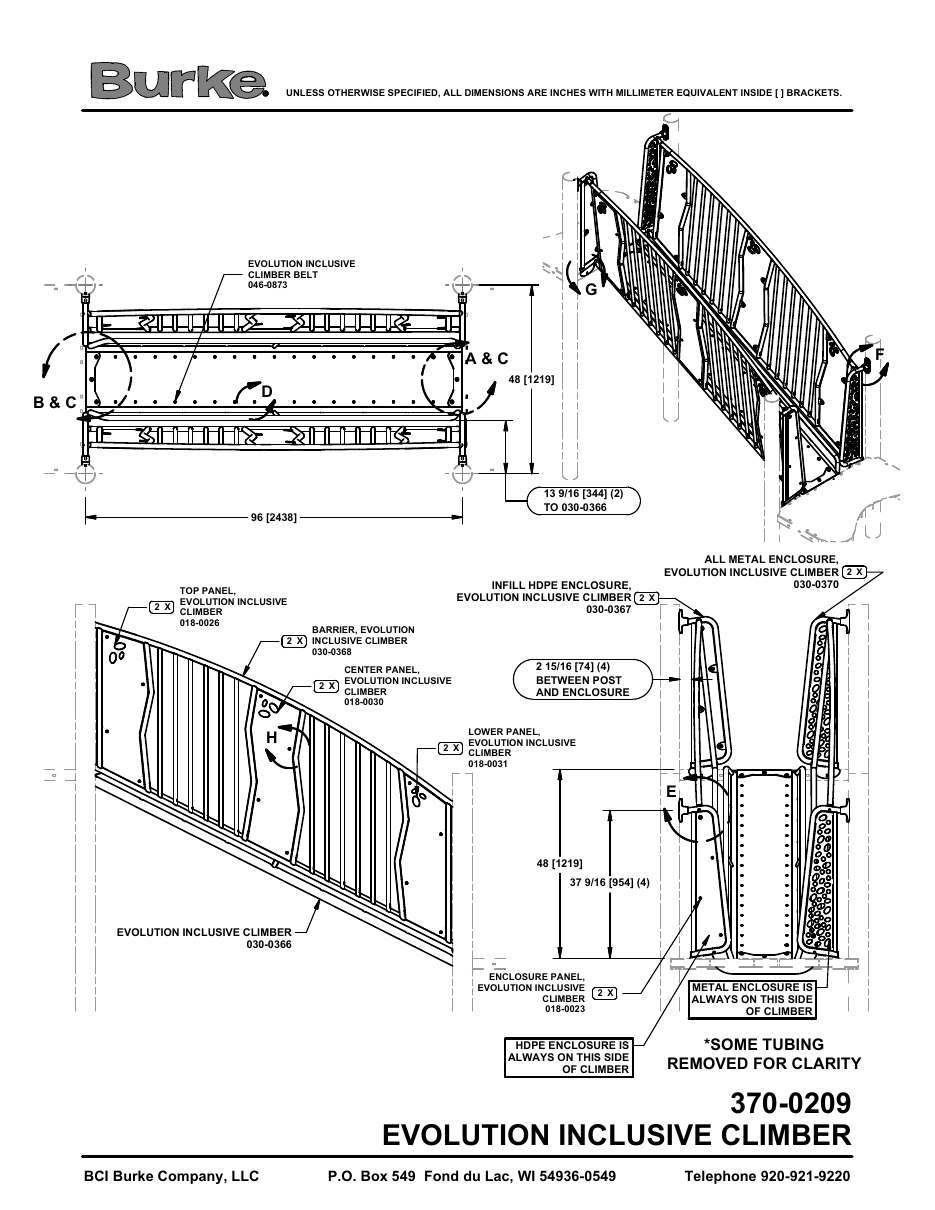 Burke
UNLESS OTHERWISE SPECIFIED, ALL DIMENSIONS ARE INCHES WITH MILLIMETER EQUIVALENT INSIDE [ ] BRACKETS.
EVOLUTION INCLUSIVE
CLIMBER BELT
046-0873
A & C
B & C
D
48 [1219]
13 9/16 [344] (2)
TO 030-0366
96 [2438]
G
F
TOP PANEL,
EVOLUTION INCLUSIVE
CLIMBER
018-0026
2 X
BARRIER, EVOLUTION
INCLUSIVE CLIMBER
030-0368
2 X
CENTER PANEL,
EVOLUTION INCLUSIVE
CLIMBER
018-0030
2 X
H
LOWER PANEL,
EVOLUTION INCLUSIVE
CLIMBER
018-0031
2 X
EVOLUTION INCLUSIVE CLIMBER
030-0366
ALL METAL ENCLOSURE,
EVOLUTION INCLUSIVE CLIMBER
030-0370
2 X
INFILL HDPE ENCLOSURE,
EVOLUTION INCLUSIVE CLIMBER
030-0367
2 X
2 15/16 [74] (4)
BETWEEN POST
AND ENCLOSURE
E
48 [1219]
37 9/16 [954] (4)
ENCLOSURE PANEL,
EVOLUTION INCLUSIVE
CLIMBER
018-0023
2 X
METAL ENCLOSURE IS
ALWAYS ON THIS SIDE
OF CLIMBER
HDPE ENCLOSURE IS
ALWAYS ON THIS SIDE
OF CLIMBER
*SOME TUBING
REMOVED FOR CLARITY
370-0209
EVOLUTION INCLUSIVE CLIMBER
BCI Burke Company, LLC P.O. Box 549 Fond du Lac, WI 54936-0549 Telephone 920-921-9220